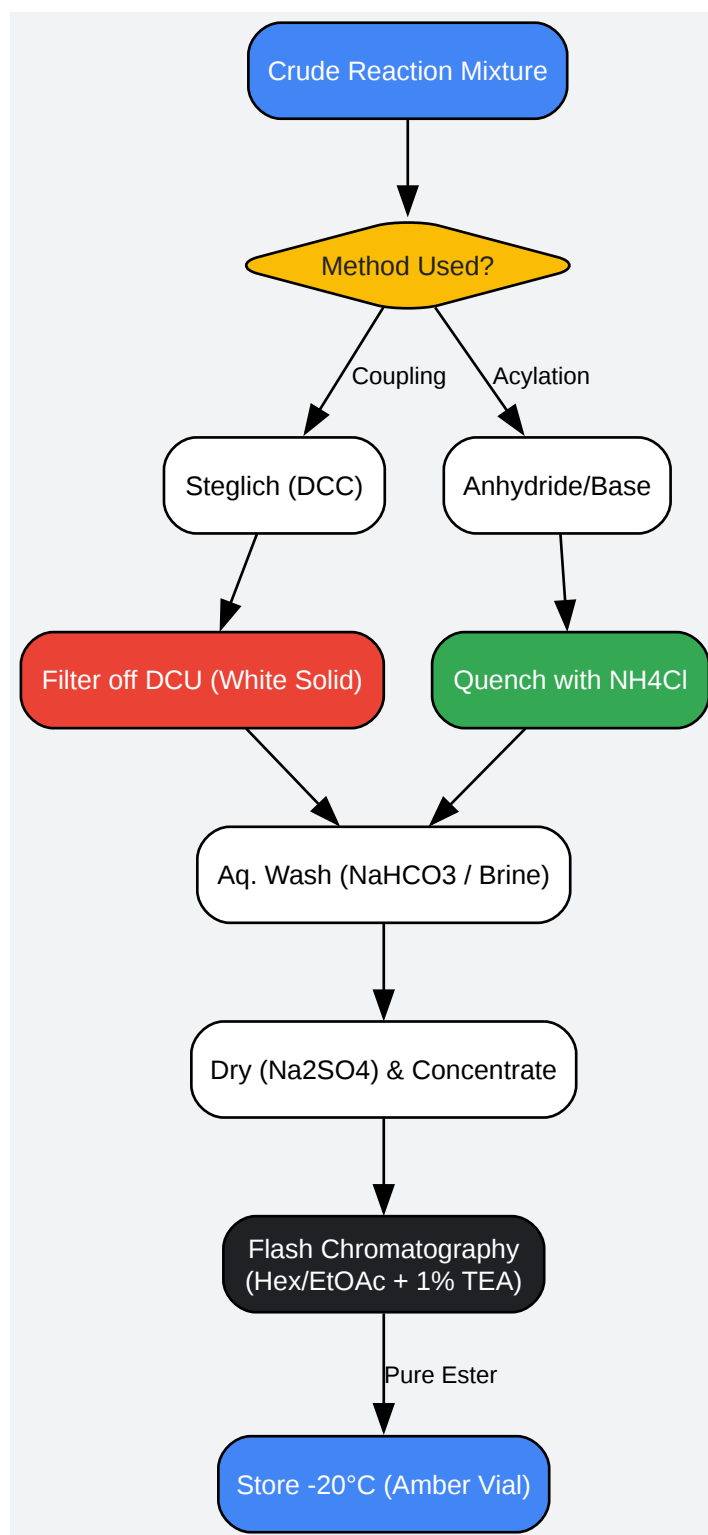 Crude Reaction Mixture
Method Used?
Coupling
Acylation
Steglich (DCC)
Anhydride/Base
Filter off DCU (White Solid)
Quench with NH4Cl
Aq. Wash (NaHCO3 / Brine)
Dry (Na2SO4) & Concentrate
Flash Chromatography
(Hex/EtOAc + 1% TEA)
Pure Ester
Store -20°C (Amber Vial)